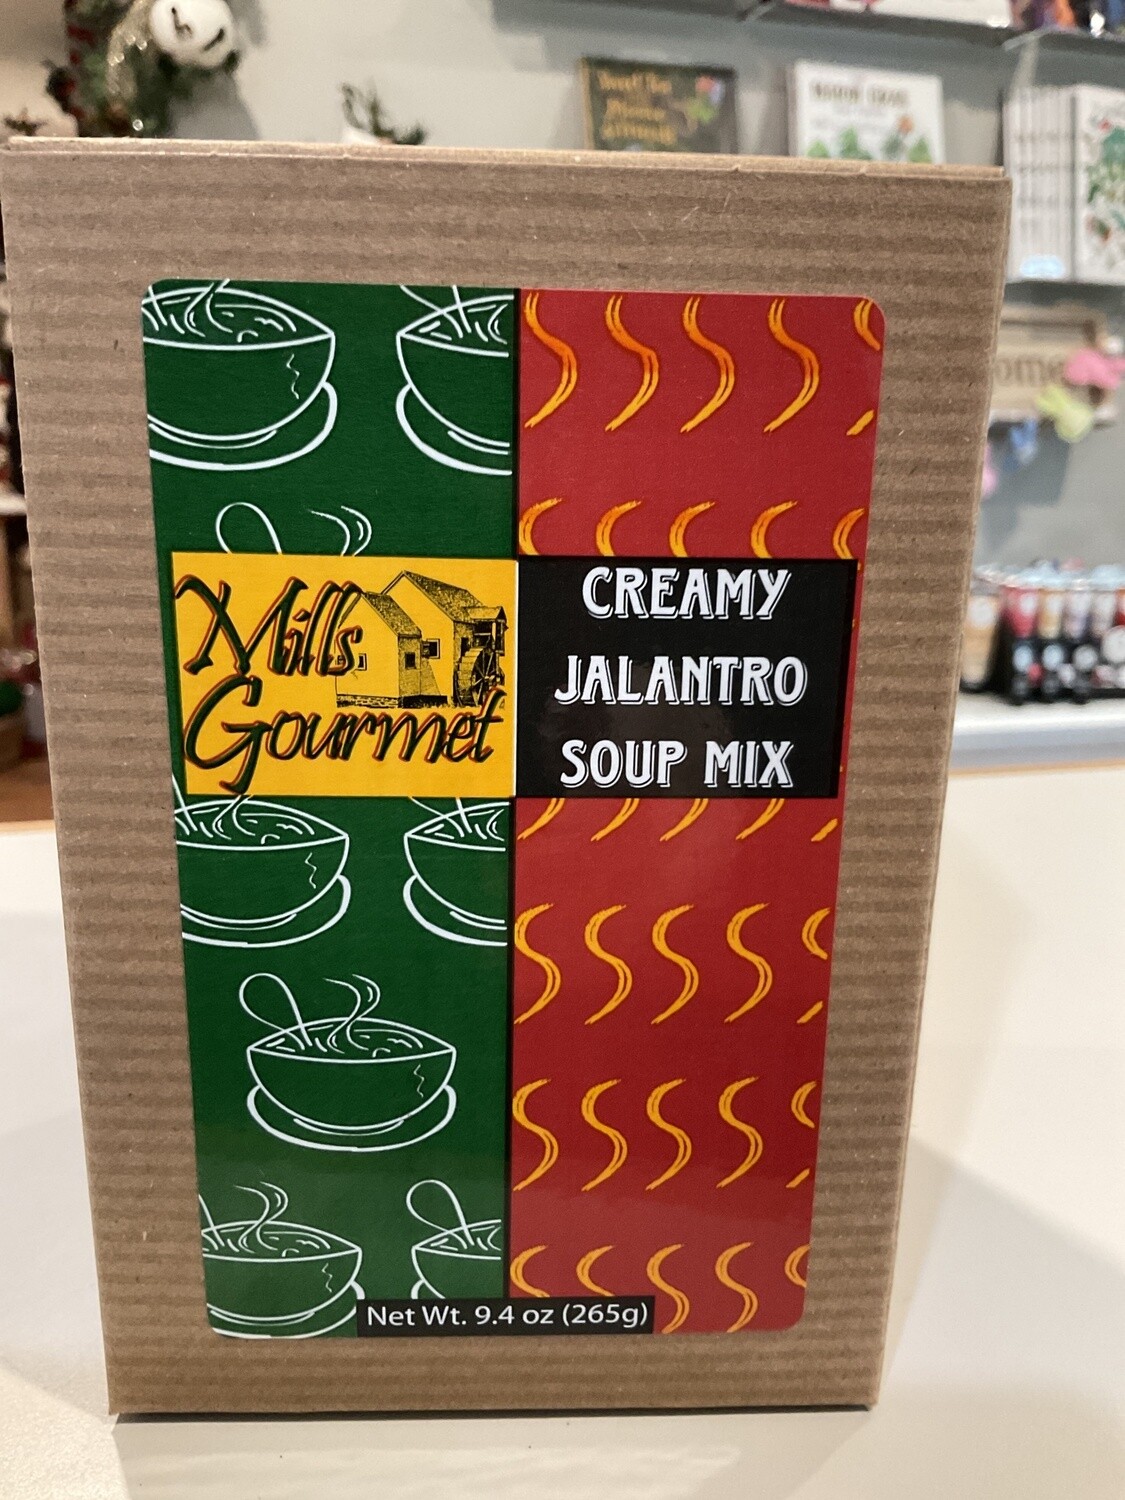 Mills
Gourmet
CREAMY
JALANTRO
SOUP MIX
Net Wt. 9.4 oz (265g)